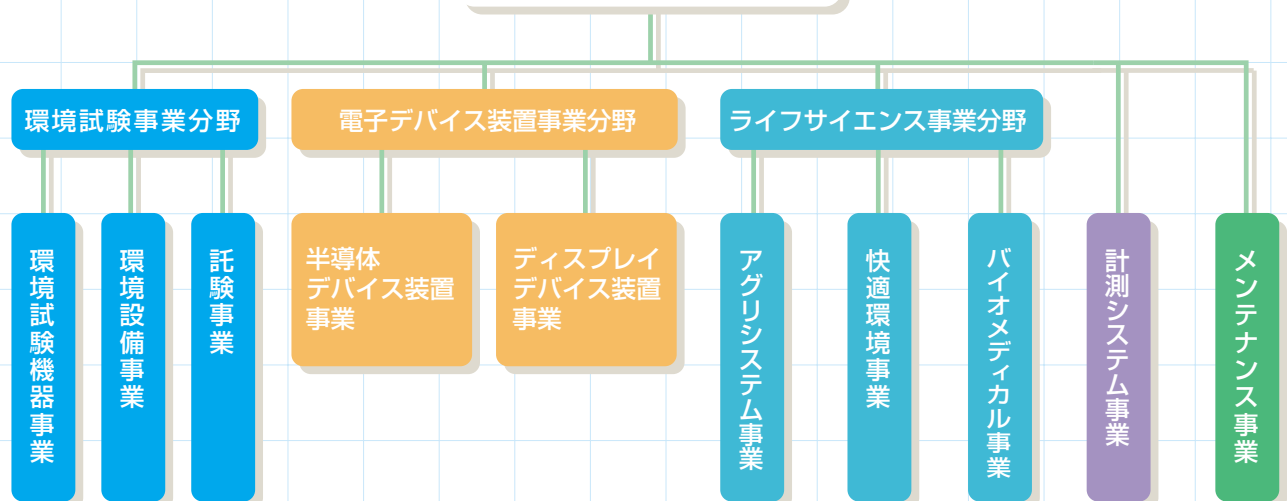 環境試験事業分野
電子デバイス装置事業分野
ライフサイエンス事業分野
環境試験機器事業
環境設備事業
託験事業
半導体
デバイス装置
事業
ディスプレイ
デバイス装置
事業
アグリシステム事業
快適環境事業
バイオメディカル事業
計測システム事業
メンテナンス事業